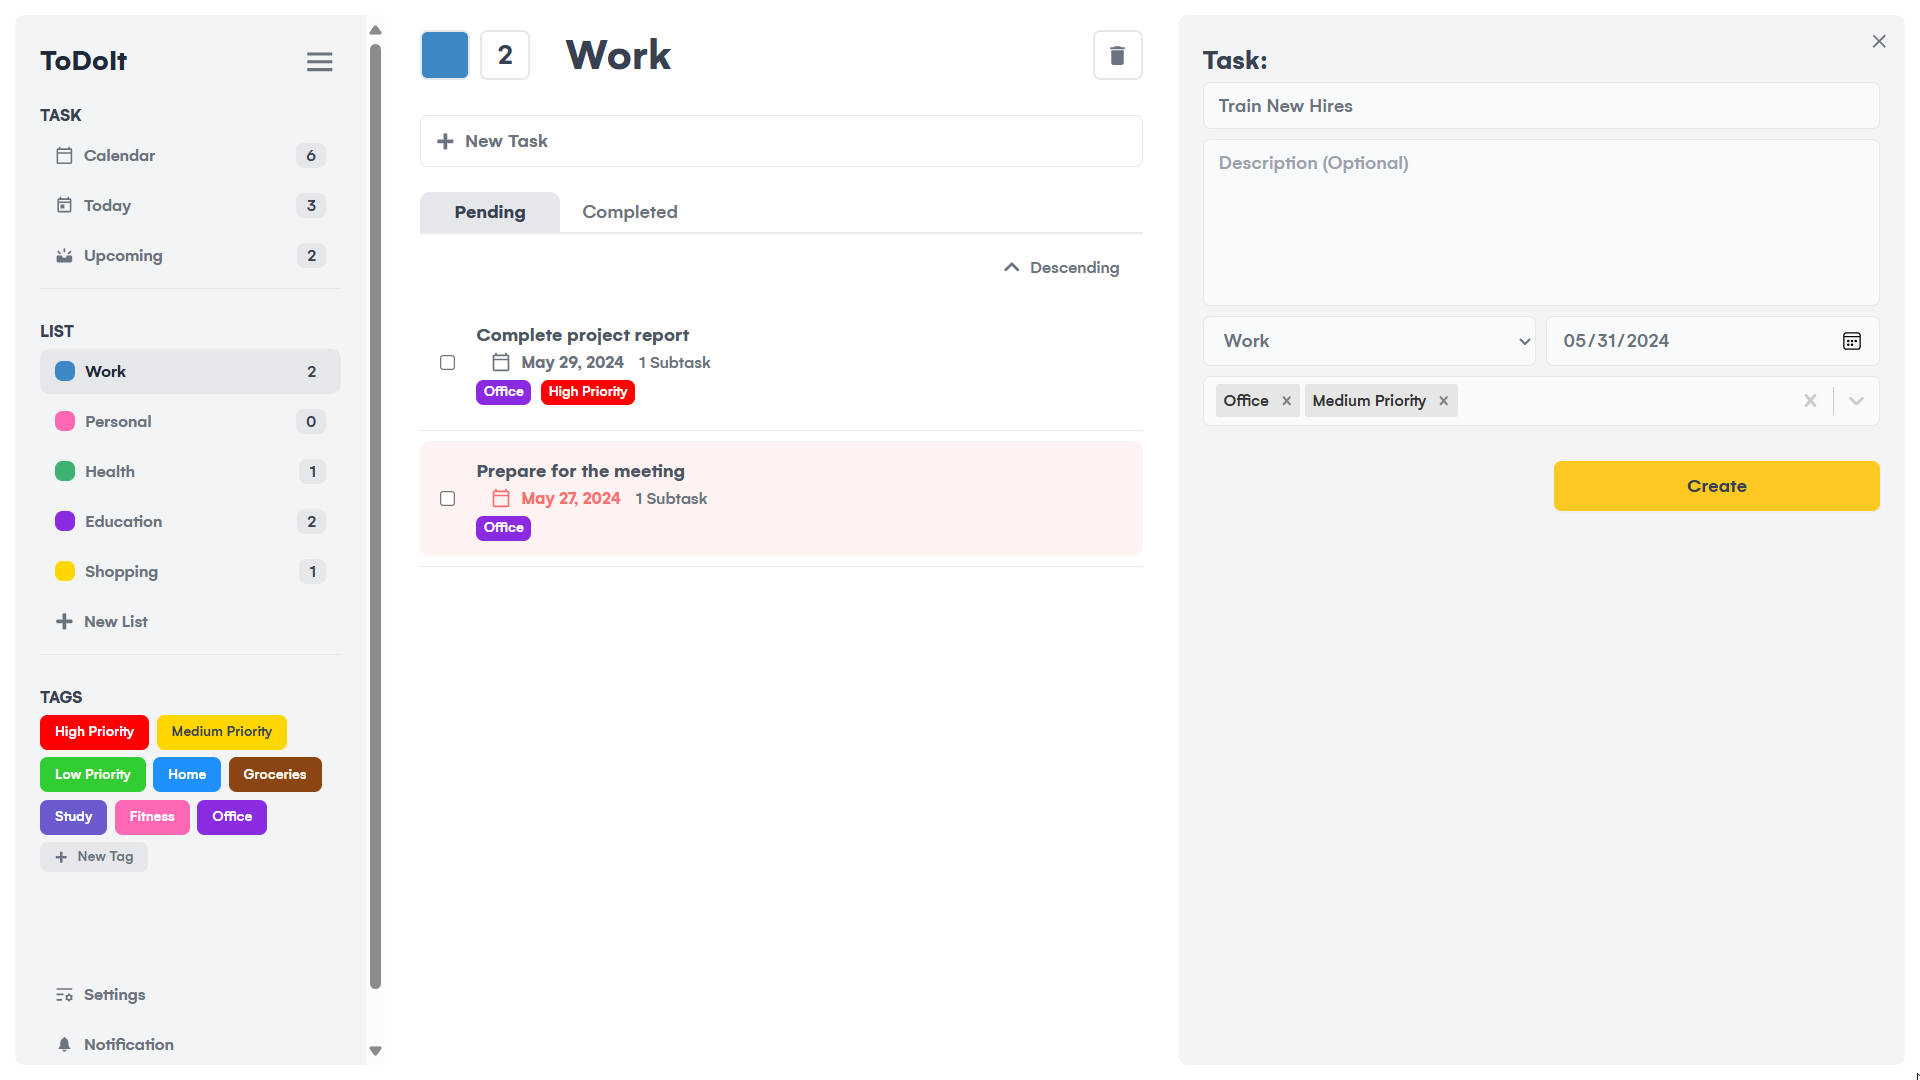 ToDoIt
TASK
Calendar 6
Today 3
Upcoming 2
LIST
Work 2
Personal 0
Health 1
Education 2
Shopping 1
New List
TAGS
High Priority Medium Priority
Low Priority Home Groceries
Study Fitness Office
New Tag
Settings
Notification
2 Work
New Task
Pending Completed
Descending
Complete project report
May 29, 2024 1 Subtask
Office High Priority
Prepare for the meeting
May 27, 2024 1 Subtask
Office
Task:
Train New Hires
Description (Optional)
Work 05/31/2024
Office Medium Priority
Create